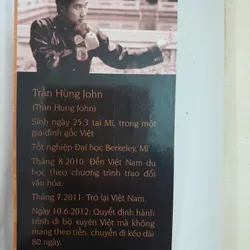 Trần Hùng John
(Tran Hung John)
Sinh ngày 25.3 tại Mĩ, trong một
gia đình gốc Việt
Tốt nghiệp Đại học Berkeley, Mĩ
Tháng 8.2010: Đến Việt Nam du
học theo chương trình trao đổi
văn hóa.
Tháng 7.2011: Trở lại Việt Nam.
Ngày 10.6.2012: Quyết định hành
trình đi bộ xuyên Việt mà không
mang theo tiền, chuyến đi kéo dài
80 ngày.